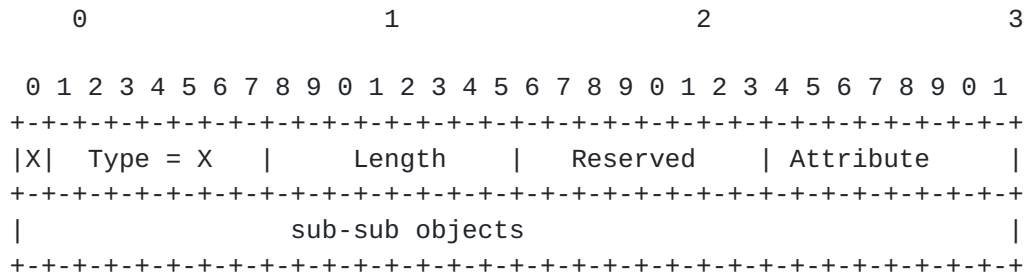 0                   1                   2                   3
0 1 2 3 4 5 6 7 8 9 0 1 2 3 4 5 6 7 8 9 0 1 2 3 4 5 6 7 8 9 0 1
+-+-+-+-+-+-+-+-+-+-+-+-+-+-+-+-+-+-+-+-+-+-+-+-+-+-+-+-+-+-+-+-+
|X|  Type = X   |     Length    |   Reserved    | Attribute     |
+-+-+-+-+-+-+-+-+-+-+-+-+-+-+-+-+-+-+-+-+-+-+-+-+-+-+-+-+-+-+-+-+
|                 sub-sub objects                               |
+-+-+-+-+-+-+-+-+-+-+-+-+-+-+-+-+-+-+-+-+-+-+-+-+-+-+-+-+-+-+-+-+